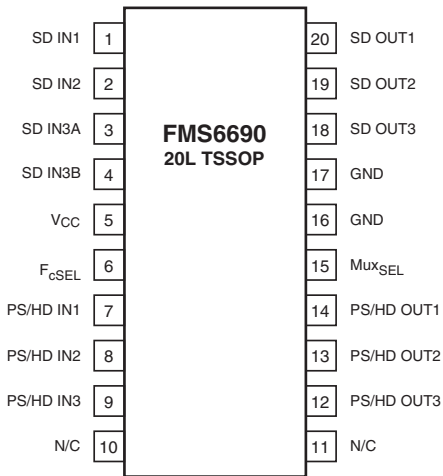 SD IN1 1 20 SD OUT1
SD IN2 2 19 SD OUT2
SD IN3A 3 FMS6690 18 SD OUT3
20L TSSOP
SD IN3B 4 17 GND
VCC 5 16 GND
FcSEL 6 15 MuxSEL
PS/HD IN1 7 14 PS/HD OUT1
PS/HD IN2 8 13 PS/HD OUT2
PS/HD IN3 9 12 PS/HD OUT3
N/C 10 11 N/C